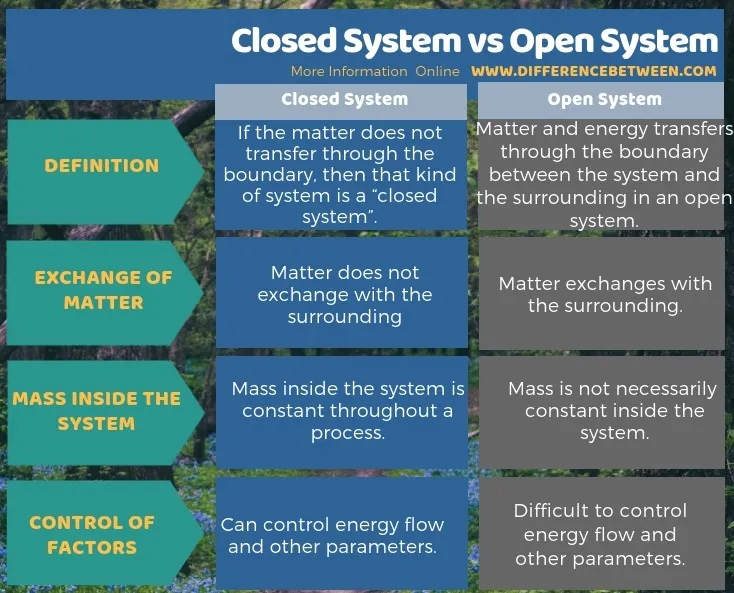 Closed System vs Open System
More Information Online WWW.DIFFERENCEBETWEEN.COM
Closed System
Open System
DEFINITION
If the matter does not
transfer through the
boundary, then that kind
of system is a “closed
system”.
Matter and energy transfers
through the boundary
between the system and
the surrounding in an open
system.
EXCHANGE OF
MATTER
Matter does not
exchange with the
surrounding
Matter exchanges with
the surrounding.
MASS INSIDE THE
SYSTEM
Mass inside the system is
constant throughout a
process.
Mass is not necessarily
constant inside the
system.
CONTROL OF
FACTORS
Can control energy flow
and other parameters.
Difficult to control
energy flow and
other parameters.